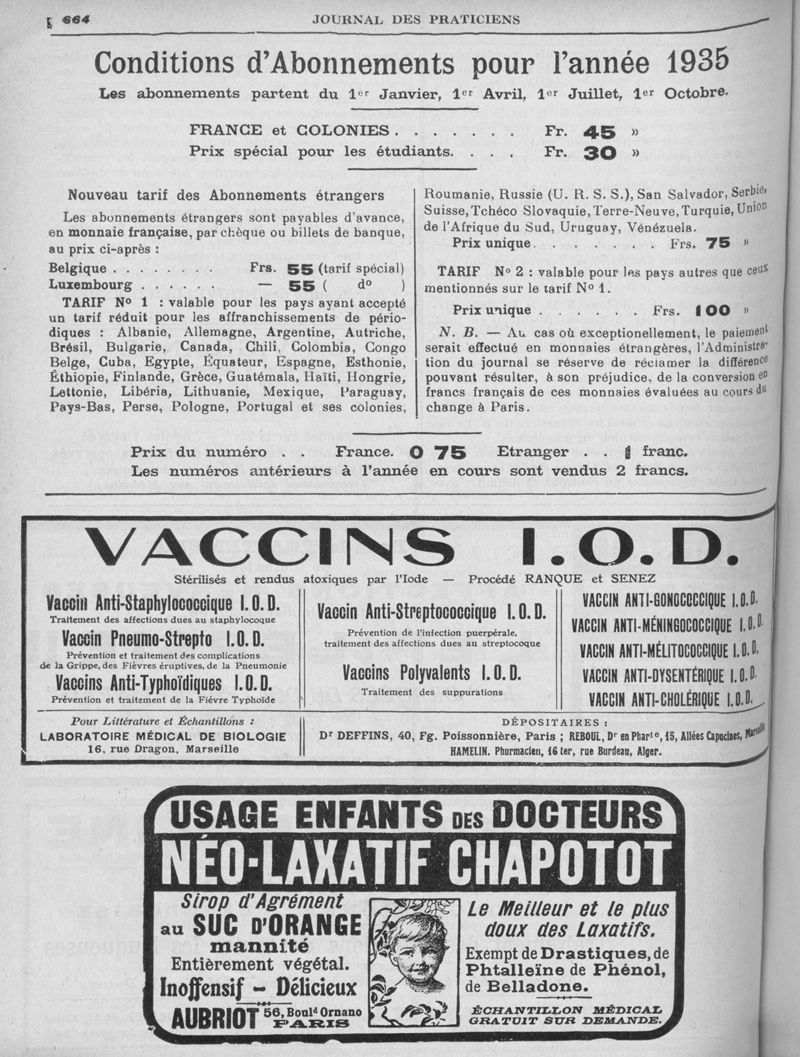 664
JOURNAL DES PRATICIENS
Conditions d'Abonnements pour l'année 1935
Les abonnements partent du 1er Janvier, 1er Avril, 1er Juillet, 1er Octobre.
FRANCE et COLONIES . . . . . . . Fr. 45 »
Prix spécial pour les étudiants. . . . Fr. 30 »
Nouveau tarif des Abonnements étrangers
Les abonnements étrangers sont payables d'avance,
en monnaie française, par chèque ou billets de banque,
au prix ci-après :
Belgique . . . . . . . . Frs. 55 (tarif spécial)
Luxembourg . . . . . . — 55 ( do )
TARIF No 1 : valable pour les pays ayant accepté
un tarif réduit pour les affranchissements de pério-
diques : Albanie, Allemagne, Argentine, Autriche,
Brésil, Bulgarie, Canada, Chili, Colombia, Congo
Belge, Cuba, Egypte, Équateur, Espagne, Esthonie,
Éthiopie, Finlande, Grèce, Guatémala, Haïti, Hongrie,
Lettonie, Libéria, Lithuanie, Mexique, Paraguay,
Pays-Bas, Perse, Pologne, Portugal et ses colonies,
Roumanie, Russie (U. R. S. S.), San Salvador, Serbie,
Suisse, Tchéco Slovaquie, Terre-Neuve, Turquie, Union
de l'Afrique du Sud, Uruguay, Vénézuela.
Prix unique. . . . . . . Frs. 75 »
TARIF No 2 : valable pour les pays autres que ceux
mentionnés sur le tarif No 1.
Prix unique . . . . . . Frs. 100 »
N. B. — Au cas où exceptionellement, le paiement
serait effectué en monnaies étrangères, l'Administra-
tion du journal se réserve de réclamer la différence
pouvant résulter, à son préjudice, de la conversion en
francs français de ces monnaies évaluées au cours du
change à Paris.
Prix du numéro . . France. 0 75 Etranger . . 1 franc.
Les numéros antérieurs à l'année en cours sont vendus 2 francs.
VACCINS I.O.D.
Stérilisés et rendus atoxiques par l'Iode — Procédé RANQUE et SENEZ
Vaccin Anti-Staphylococcique I.O.D.
Traitement des affections dues au staphylocoque
Vaccin Pneumo-Strepto I.O.D.
Prévention et traitement des complications
de la Grippe, des Fièvres éruptives, de la Pneumonie
Vaccins Anti-Typhoïdiques I.O.D.
Prévention et traitement de la Fiévre Typhoïde
Vaccin Anti-Streptococcique I.O.D.
Prévention de l'infection puerpérale,
traitement des affections dues au streptocoque
Vaccins Polyvalents I.O.D.
Traitement des suppurations
VACCIN ANTI-GONOCOCCIQUE I.O.D.
VACCIN ANTI-MÉNINGOCOCCIQUE I.O.D.
VACCIN ANTI-MÉLITOCOCCIQUE I.O.D.
VACCIN ANTI-DYSENTÉRIQUE I.O.D.
VACCIN ANTI-CHOLÉRIQUE I.O.D.
Pour Littérature et Échantillons :
LABORATOIRE MÉDICAL DE BIOLOGIE
16, rue Dragon, Marseille
DÉPOSITAIRES :
Dr DEFFINS, 40, Fg. Poissonnière, Paris ; REBOUL, Dr en Phare, 15, Allées Capucines, Marseille
HAMELIN. Pharmacien, 16 ter, rue Burdeau, Alger.
USAGE ENFANTS DES DOCTEURS
NÉO-LAXATIF CHAPOTOT
Sirop d'Agrément
au SUC D'ORANGE
mannité
Entièrement végétal.
Inoffensif – Délicieux
AUBRIOT 56, Bould Ornano
PARIS
Le Meilleur et le plus
doux des Laxatifs.
Exempt de Drastiques, de
Phtalleïne de Phénol,
de Belladone.
ÉCHANTILLON MÉDICAL
GRATUIT SUR DEMANDE.